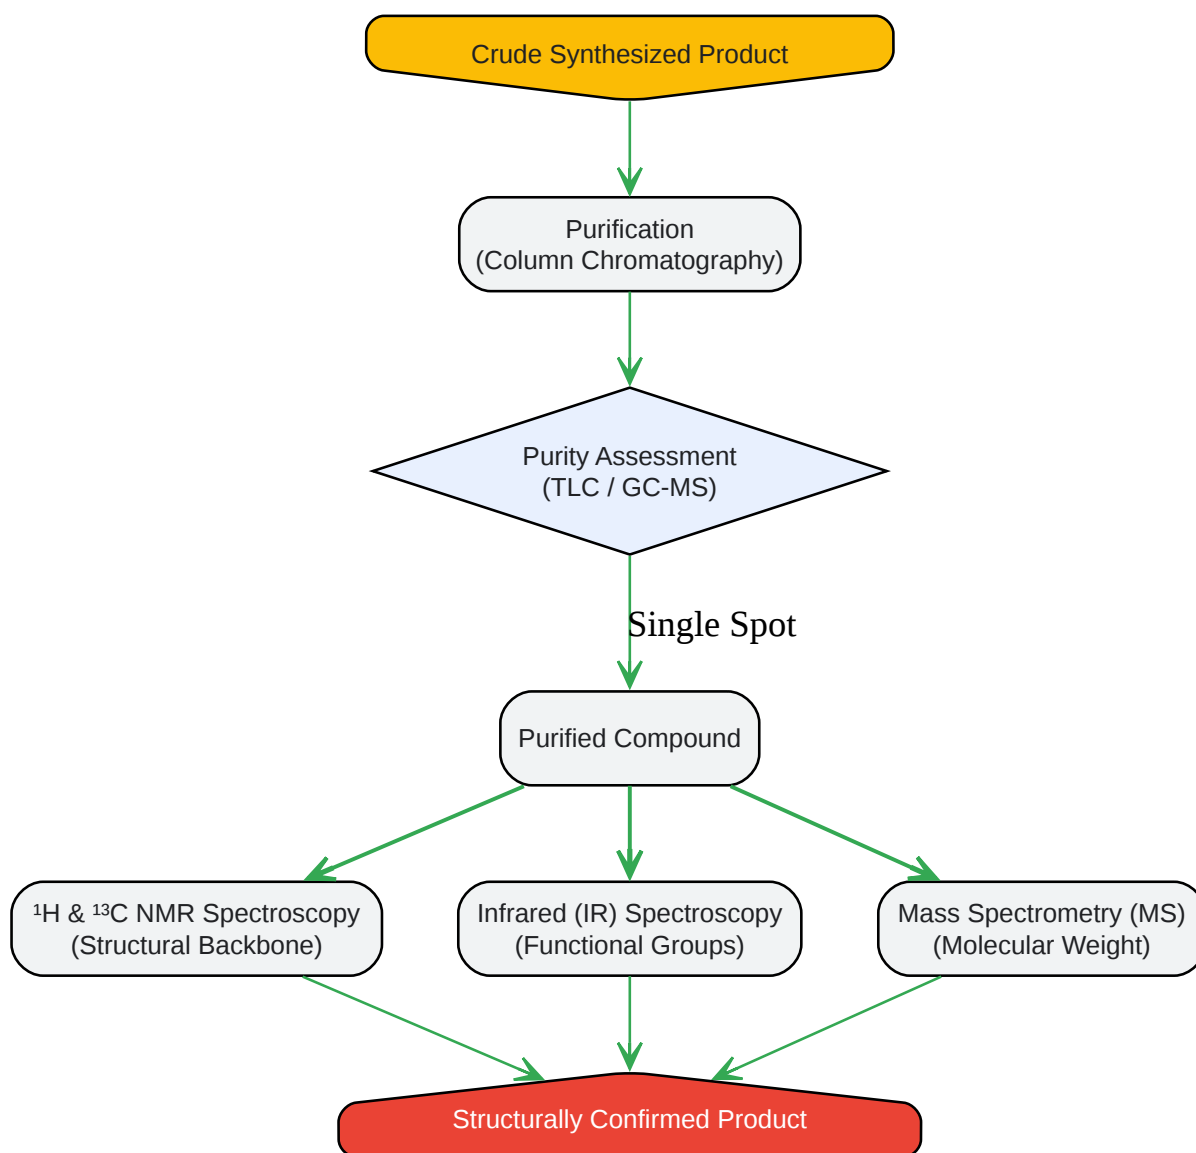 Crude Synthesized Product
Purification
(Column Chromatography)
Purity Assessment
(TLC / GC-MS)
Single Spot
Purified Compound
¹H & ¹³C NMR Spectroscopy
(Structural Backbone)
Infrared (IR) Spectroscopy
(Functional Groups)
Mass Spectrometry (MS)
(Molecular Weight)
Structurally Confirmed Product